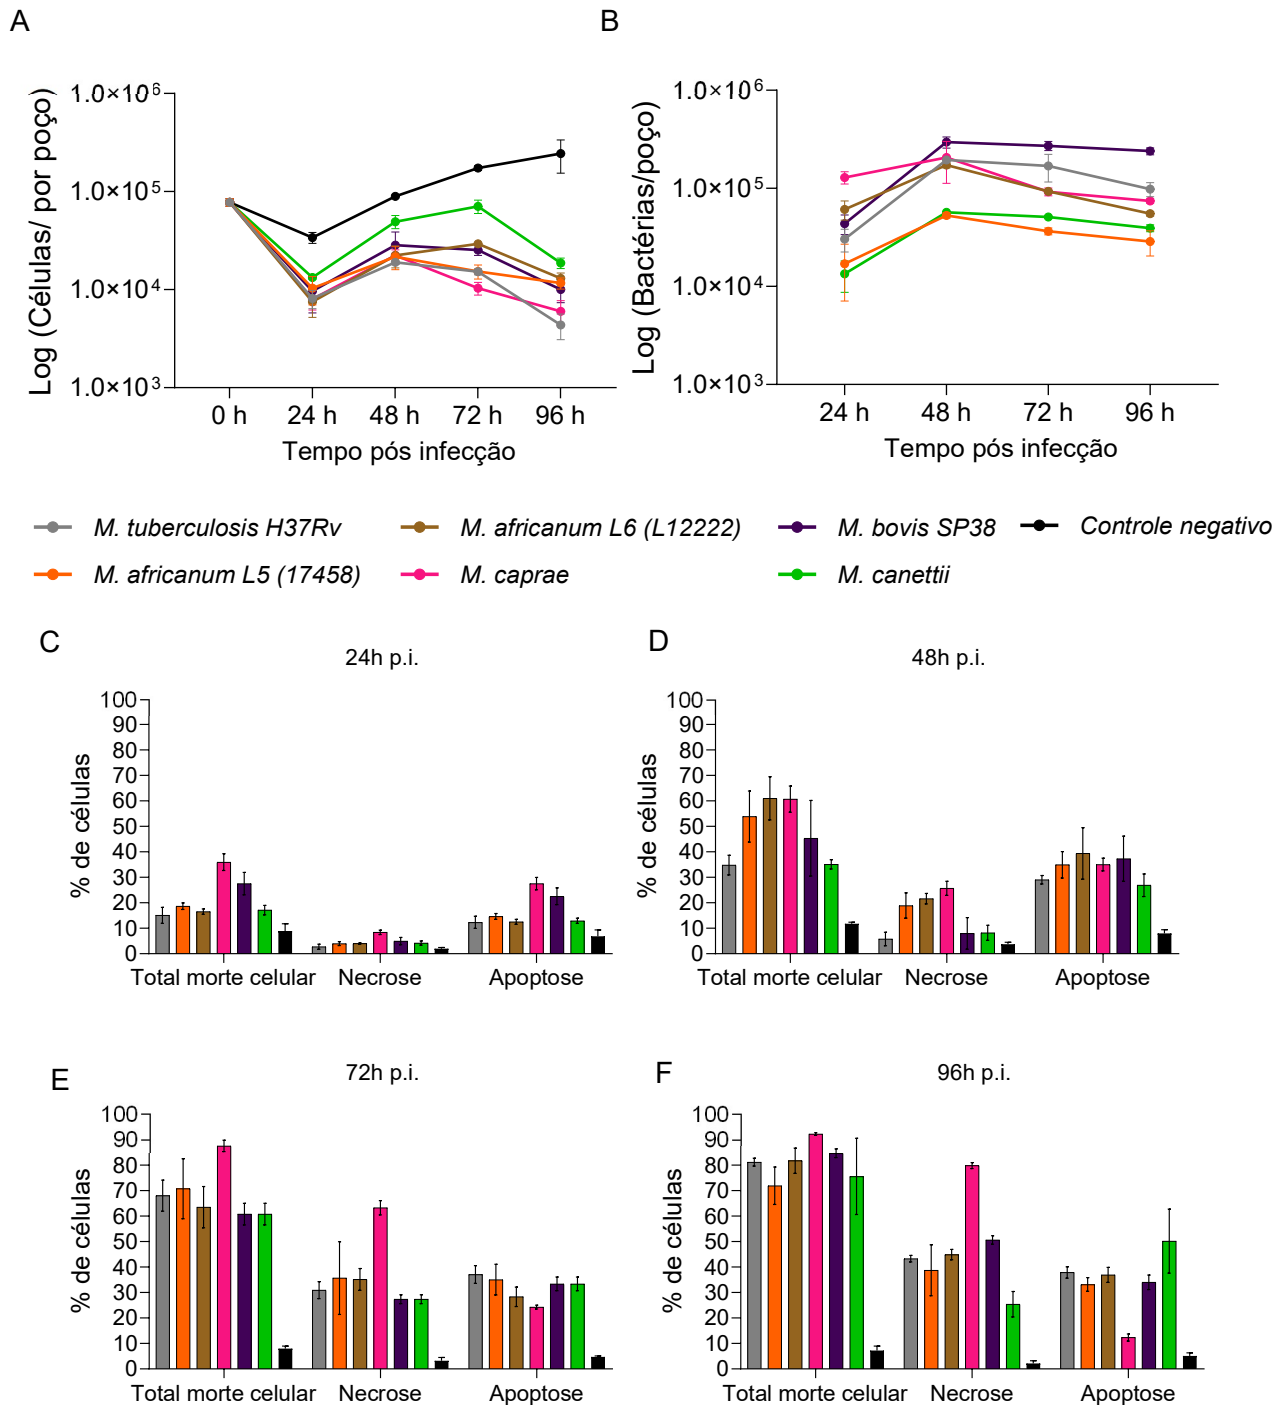 A
B
Log (Células/ por poço)
1.0×10⁶
1.0×10⁵
1.0×10⁴
1.0×10³
0 h 24 h 48 h 72 h 96 h
Tempo pós infecção
Log (Bactérias/poço)
1.0×10⁶
1.0×10⁵
1.0×10⁴
1.0×10³
24 h 48 h 72 h 96 h
Tempo pós infecção
M. tuberculosis H37Rv
M. africanum L6 (L12222)
M. bovis SP38
Controle negativo
M. africanum L5 (17458)
M. caprae
M. canettii
C
24h p.i.
% de células
100
90
80
70
60
50
40
30
20
10
0
Total morte celular Necrose Apoptose
D
48h p.i.
% de células
100
90
80
70
60
50
40
30
20
10
0
Total morte celular Necrose Apoptose
E
72h p.i.
% de células
100
90
80
70
60
50
40
30
20
10
0
Total morte celular Necrose Apoptose
F
96h p.i.
% de células
100
90
80
70
60
50
40
30
20
10
0
Total morte celular Necrose Apoptose